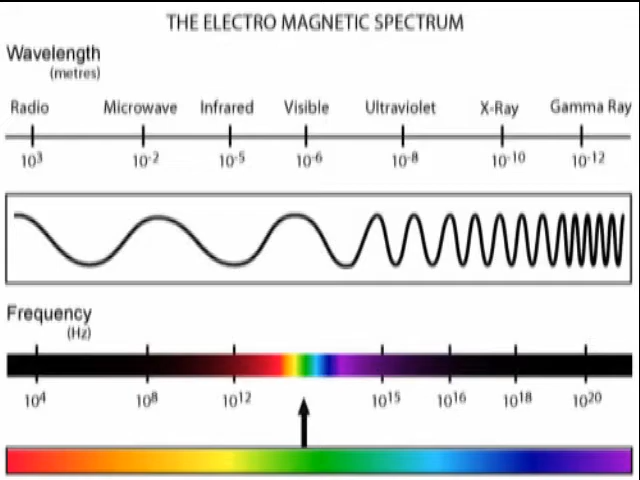 THE ELECTRO MAGNETIC SPECTRUM
Wavelength
(metres)
Radio Microwave Infrared Visible Ultraviolet X-Ray Gamma Ray
10³ 10⁻² 10⁻⁵ 10⁻⁶ 10⁻⁸ 10⁻¹⁰ 10⁻¹²
Frequency
(Hz)
10⁴ 10⁸ 10¹² 10¹⁵ 10¹⁶ 10¹⁸ 10²⁰